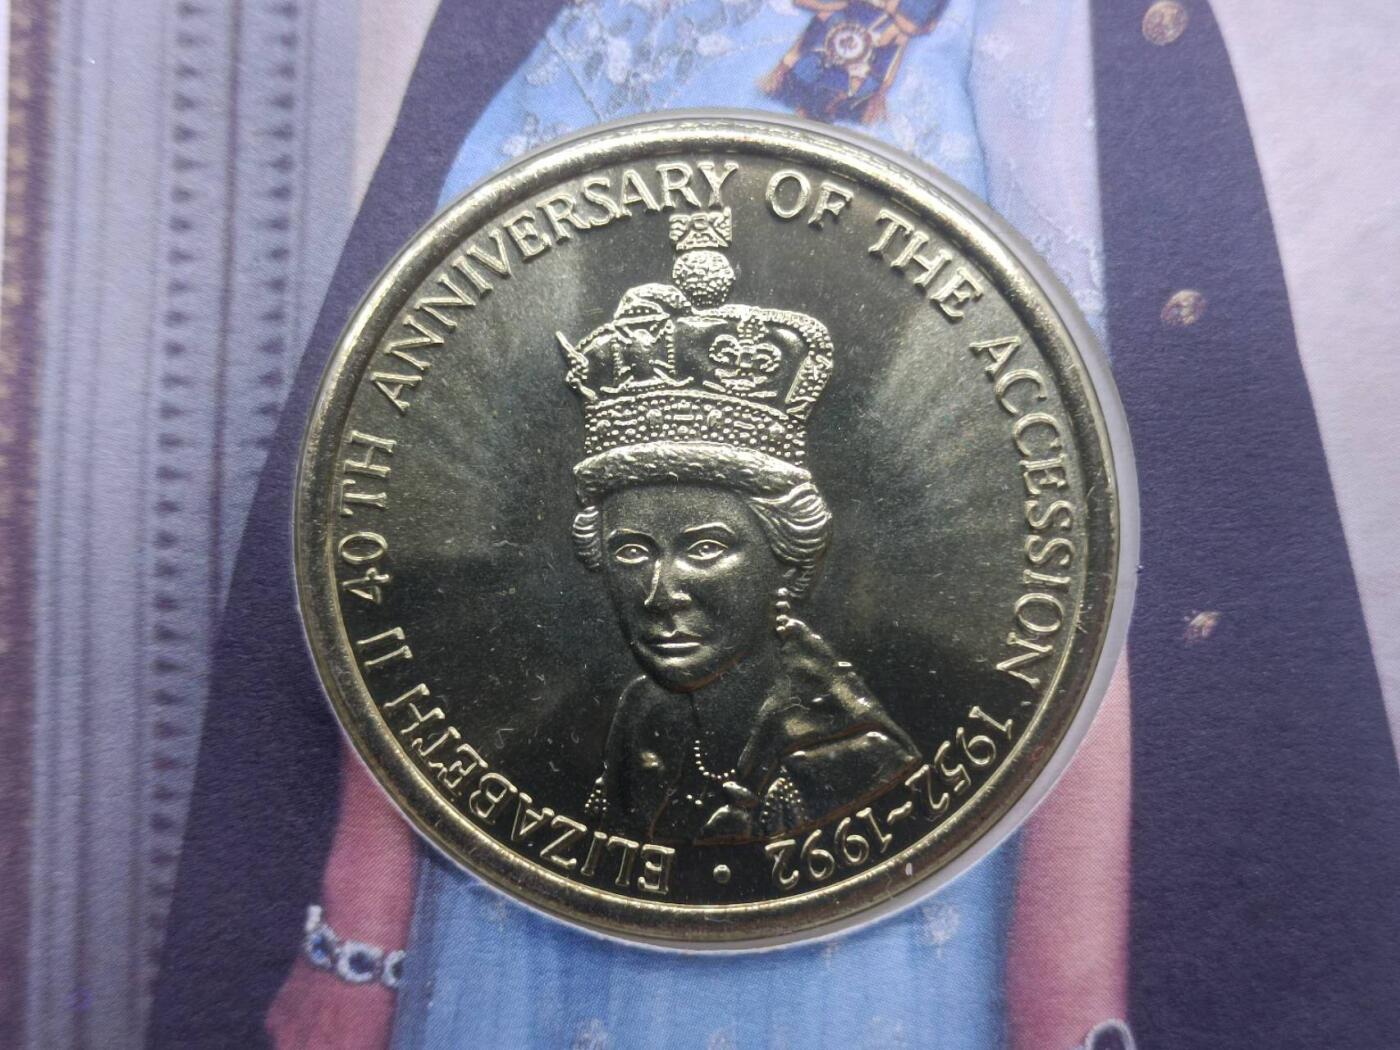 ELIZABETH II 40TH ANNIVERSARY OF THE ACCESSION 1952~1992 •